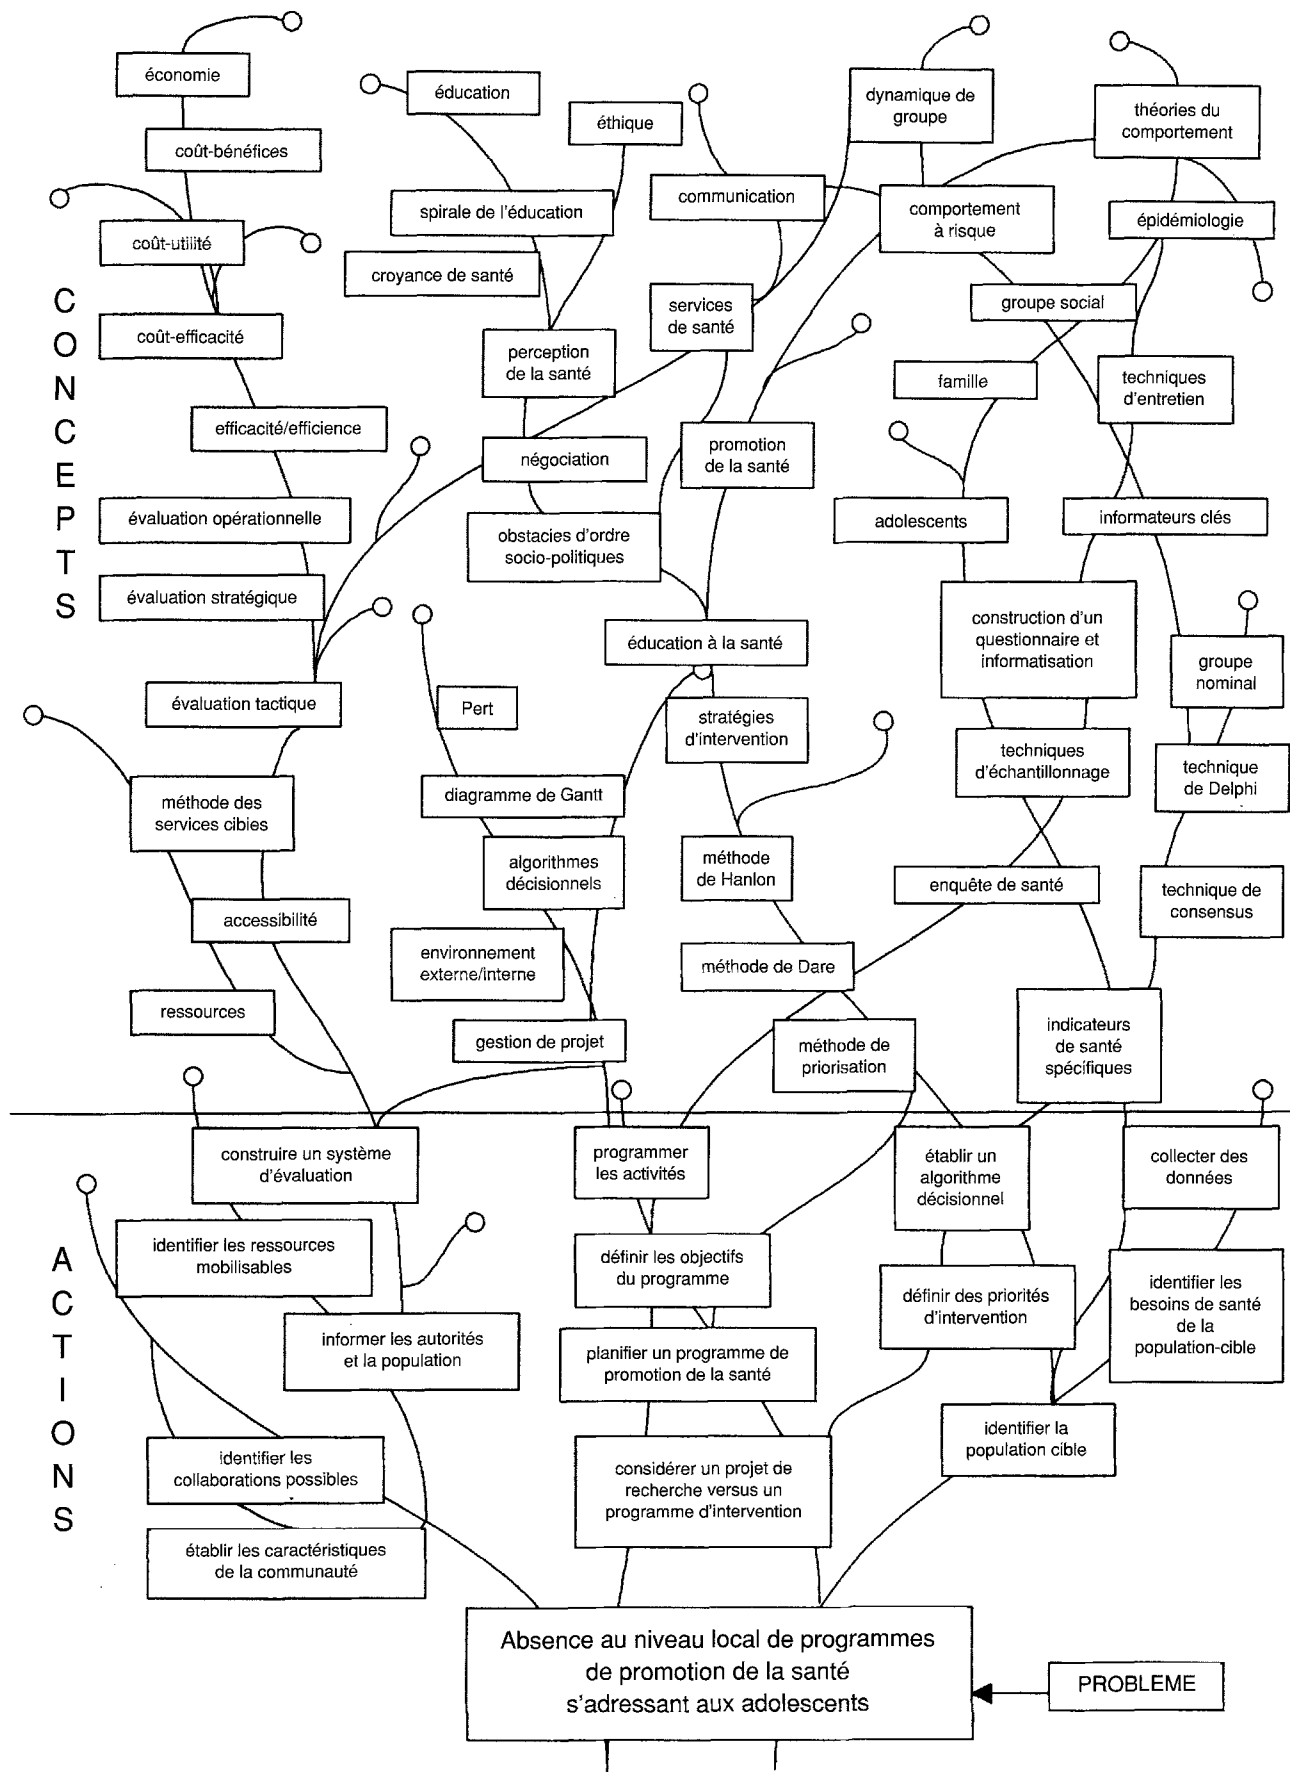 économie
éducation
éthique
dynamique de
groupe
théories du
comportement
coût-bénéfices
spirale de l'éducation
communication
comportement
à risque
épidémiologie
coût-utilité
croyance de santé
services
de santé
groupe social
coût-efficacité
perception
de la santé
famille
techniques
d'entretien
efficacité/efficience
négociation
promotion
de la santé
évaluation opérationnelle
obstacies d'ordre
socio-politiques
adolescents
informateurs clés
évaluation stratégique
éducation à la santé
construction d'un
questionnaire et
informatisation
groupe
nominal
évaluation tactique
Pert
stratégies
d'intervention
techniques
d'échantillonnage
technique
de Delphi
méthode des
services cibies
diagramme de Gantt
algorithmes
décisionnels
méthode
de Hanlon
enquête de santé
technique de
consensus
accessibilité
environnement
externe/interne
méthode de Dare
ressources
gestion de projet
méthode de
priorisation
indicateurs
de santé
spécifiques
CONCEPTS
construire un système
d'évaluation
programmer
les activités
établir un
algorithme
décisionnel
collecter des
données
identifier les ressources
mobilisables
définir les objectifs
du programme
définir des priorités
d'intervention
identifier les
besoins de santé
de la
population-cible
informer les autorités
et la population
planifier un programme de
promotion de la santé
identifier la
population cible
identifier les
collaborations possibles
considérer un projet de
recherche versus un
programme d'intervention
établir les caractéristiques
de la communauté
ACTIONS
Absence au niveau local de programmes
de promotion de la santé
s'adressant aux adolescents
PROBLEME